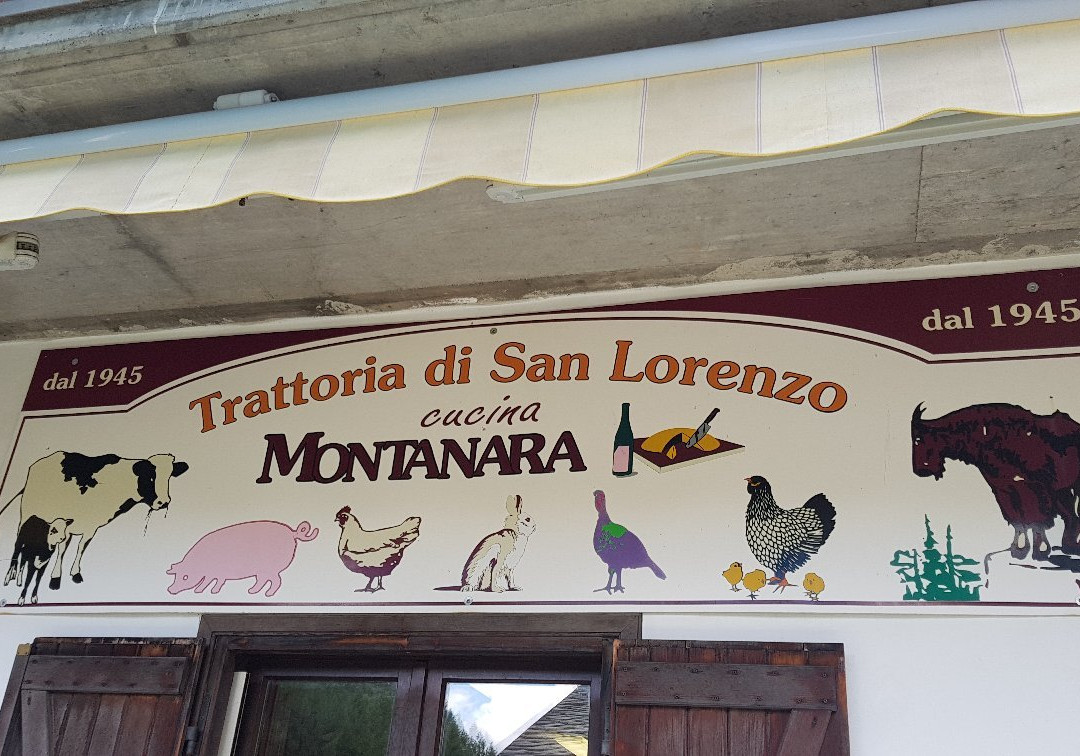 dal 1945
dal 1945
Trattoria di San Lorenzo
cucina
MONTANARA